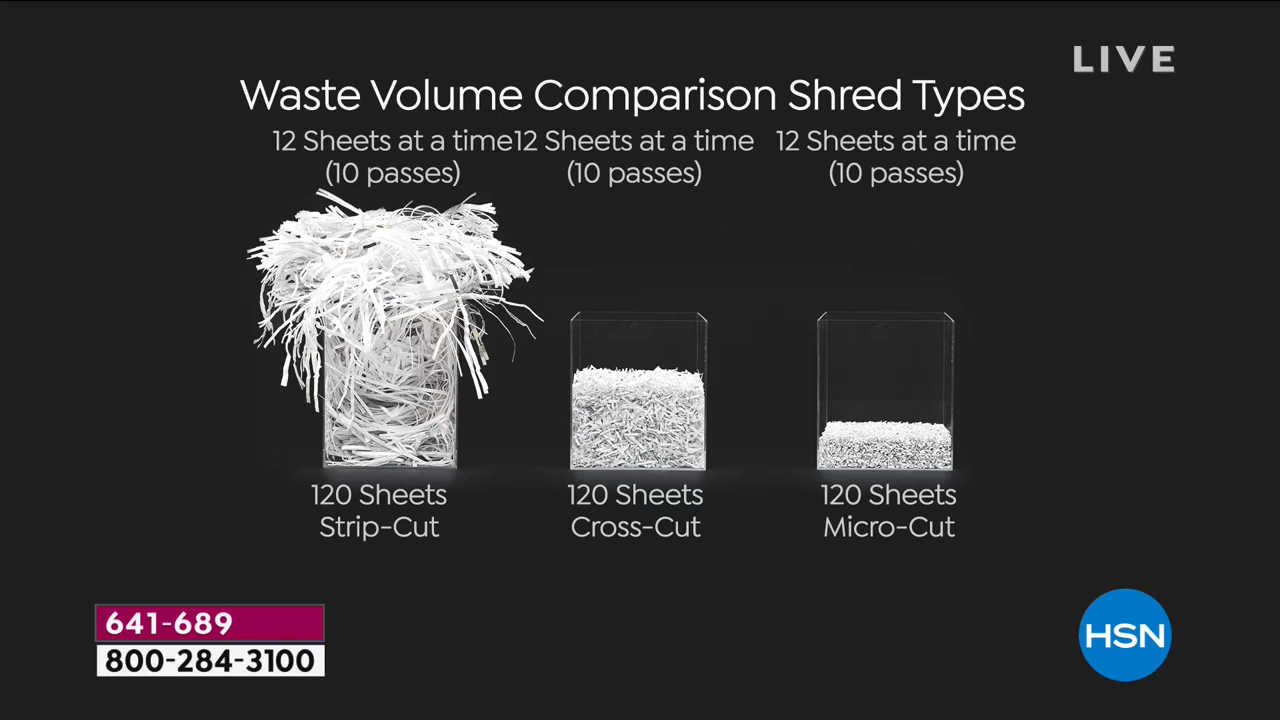 LIVE
Waste Volume Comparison Shred Types
12 Sheets at a time 12 Sheets at a time 12 Sheets at a time
(10 passes) (10 passes) (10 passes)
120 Sheets 120 Sheets 120 Sheets
Strip-Cut Cross-Cut Micro-Cut
641-689
800-284-3100
HSN